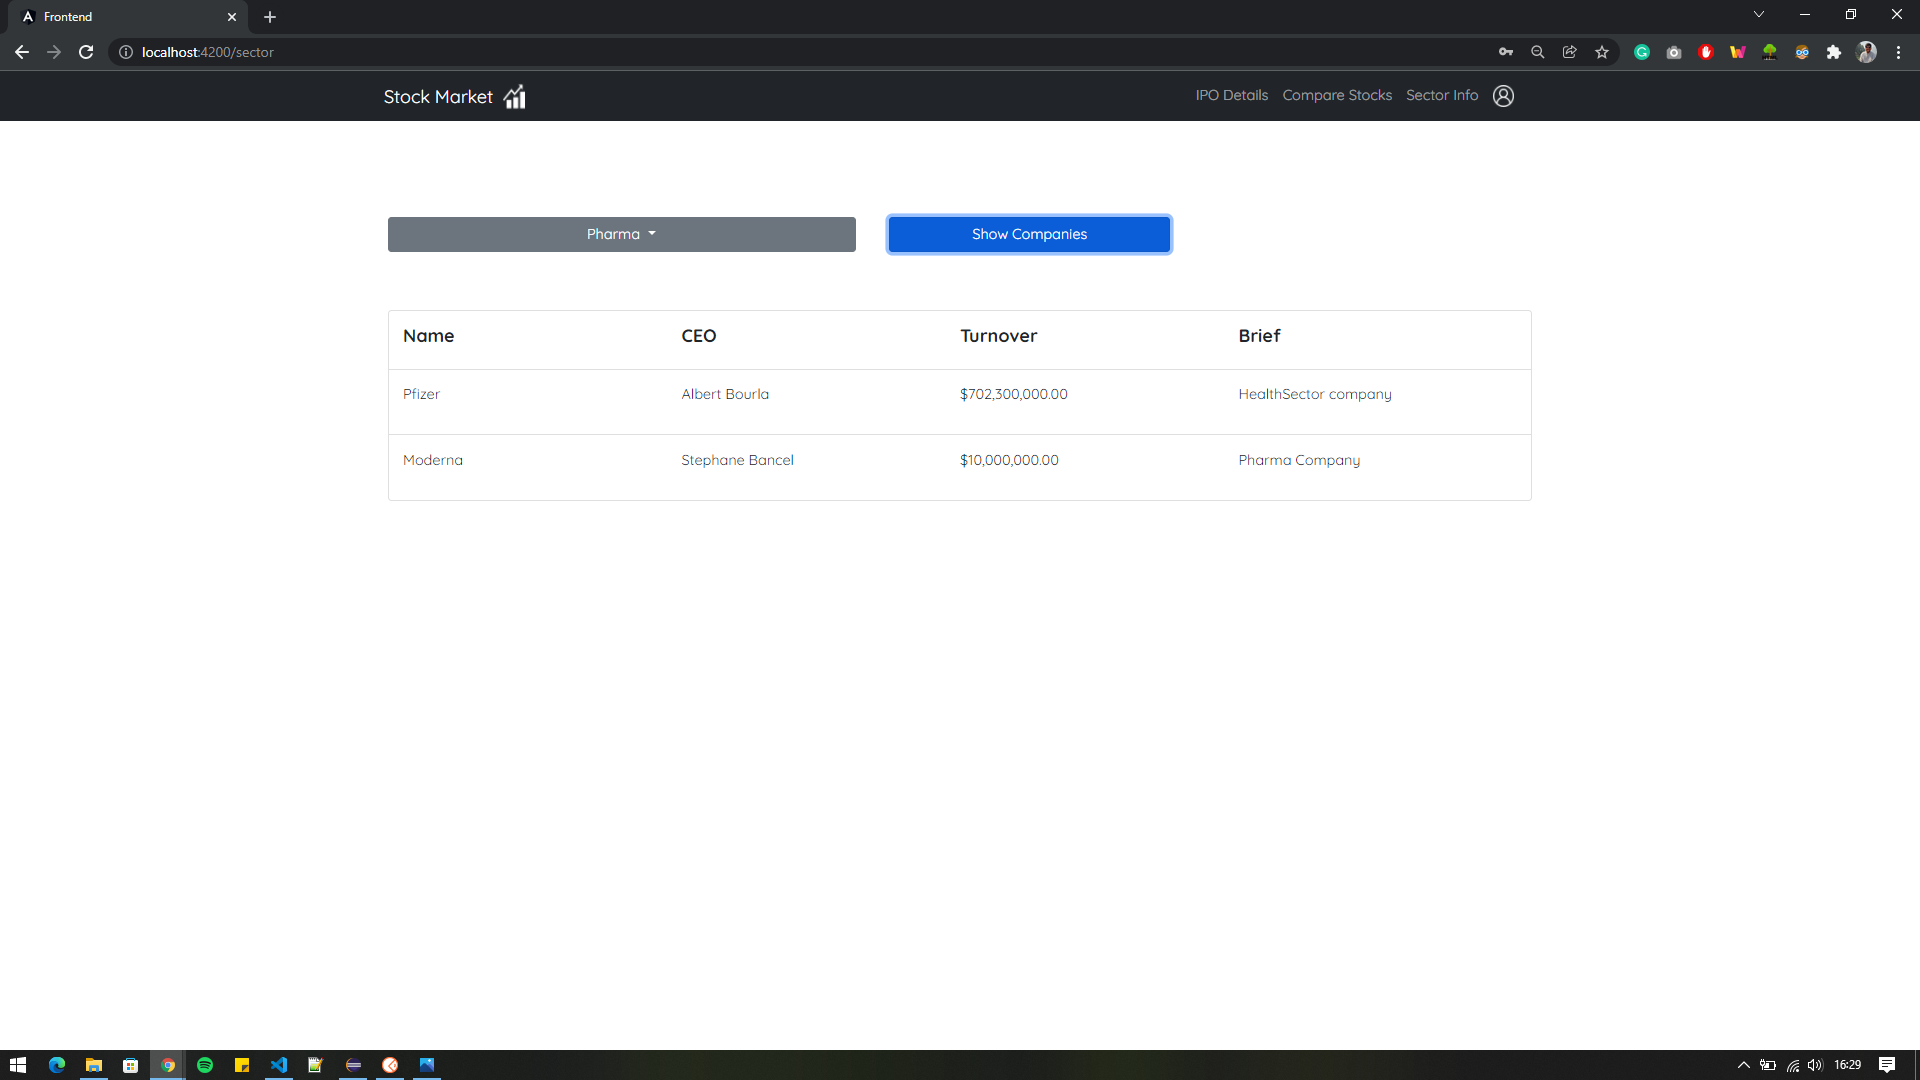 Frontend
localhost:4200/sector
Stock Market
IPO Details Compare Stocks Sector Info
Pharma
Show Companies
Name CEO Turnover Brief
Pfizer Albert Bourla $702,300,000.00 HealthSector company
Moderna Stephane Bancel $10,000,000.00 Pharma Company
16:29